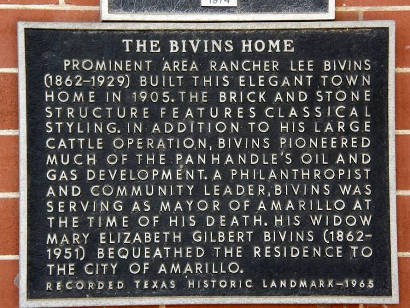 1974
THE BIVINS HOME
PROMINENT AREA RANCHER LEE BIVINS
(1862-1929) BUILT THIS ELEGANT TOWN
HOME IN 1905. THE BRICK AND STONE
STRUCTURE FEATURES CLASSICAL
STYLING. IN ADDITION TO HIS LARGE
CATTLE OPERATION, BIVINS PIONEERED
MUCH OF THE PANHANDLE'S OIL AND
GAS DEVELOPMENT. A PHILANTHROPIST
AND COMMUNITY LEADER, BIVINS WAS
SERVING AS MAYOR OF AMARILLO AT
THE TIME OF HIS DEATH. HIS WIDOW
MARY ELIZABETH GILBERT BIVINS (1862-
1951) BEQUEATHED THE RESIDENCE TO
THE CITY OF AMARILLO.
RECORDED TEXAS HISTORIC LANDMARK-1965